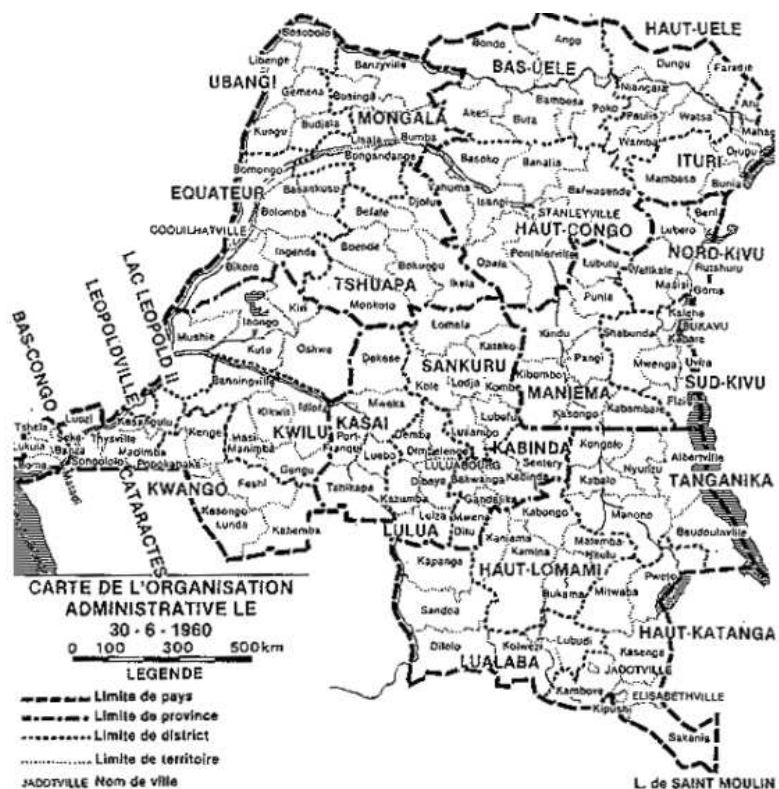 Bosobolo
Bondo
Ango
HAUT-UELE
Libenge
Banzyville
BAS-UELE
Dungu
Faradje
UBANGI
Gemena
Businga
Niangara
Aketi
Buta
Bambesa
Poko
Paulis
Watsa
Aru
MONGALA
Kungu
Budjala
Lisala
Bumba
Wamba
Mahagi
Djugu
Bomongo
Bongandanga
Basoko
Banalia
ITURI
Yahuma
Mambasa
Bunia
EQUATEUR
Basankusu
Djolu
Isangi
Bafwasende
Bolomba
Befale
STANLEYVILLE
Beni
COQUILHATVILLE
HAUT-CONGO
Lubero
Boende
Ponthierville
NORD-KIVU
Ingende
Bokungu
Opala
Lubutu
Walikale
Rutshuru
Bikoro
TSHUAPA
Ikela
Masisi
Goma
LAC LEOPOLD II
Monkoto
Punia
Kiri
Kalehe
Inongo
Lomela
Kindu
Shabunda
BUKAVU
LEOPOLDVILLE
Mushie
Kabare
Kutu
Oshwe
Dekese
Katako
Pangi
Mwenga
Uvira
SANKURU
BAS-CONGO
Banningville
Kole
Lodja
Kombe
Kibombo
SUD-KIVU
MANIEMA
Fizi
Mweka
Kasongo
Kabambare
Luozi
Kasangulu
Kikwit
Idiofa
Lubefu
Tshela
Kenge
KWILU
KASAI
Demba
Lusambo
Lukula
Seke
Banza
Thysville
Masi
Manimba
Port-
Francqui
Dimbelenge
KABINDA
Kongolo
Albertville
Boma
Songololo
Madimba
Luebo
LULUABOURG
Sentery
Nyunzu
Matadi
Popokabaka
Gungu
Dibaya
Bakwanga
Kabinda
Kabalo
TANGANIKA
KWANGO
Feshi
Tshikapa
Gandajika
CATARACTES
Kazumba
Kabongo
Manono
Kasongo
Lunda
Luiza
Mwene
Ditu
Baudouinville
Kahemba
LULUA
Kaniama
Malemba
Nkulu
Kapanga
Kamina
HAUT-LOMAMI
Pweto
Bukama
Mitwaba
Sandoa
HAUT-KATANGA
Lubudi
Kasenga
Dilolo
Kolwezi
LUALABA
JADOTVILLE
Kambove
ELISABETHVILLE
Kipushi
Sakania
CARTE DE L'ORGANISATION
ADMINISTRATIVE LE
30-6-1960
0 100 300 500km
LEGENDE
Limite de pays
Limite de province
Limite de district
Limite de territoire
JADOTVILLE Nom de ville
L. de SAINT MOULIN